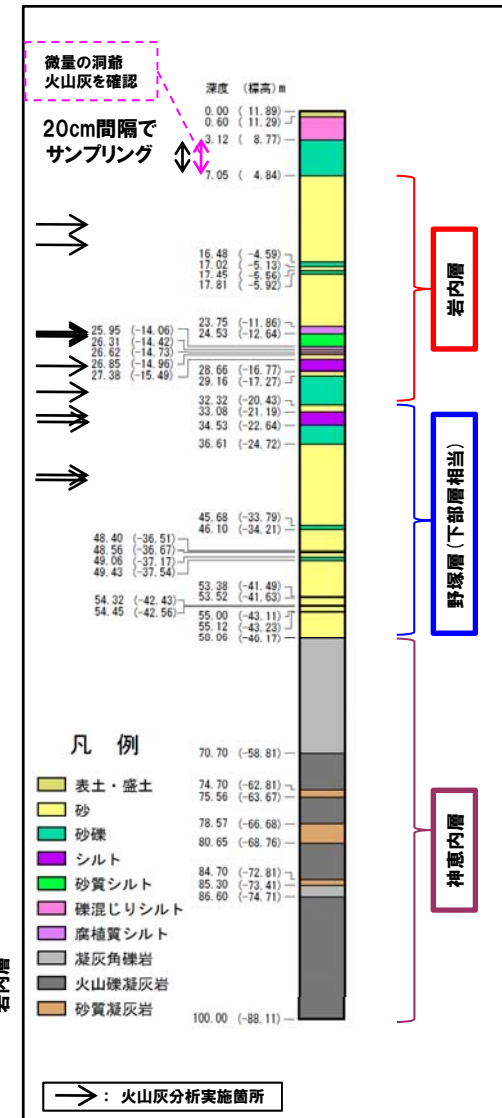 微量の洞爺
火山灰を確認
20cm間隔で
サンプリング
深度 (標高) m
0.00 ( 11.89)
0.60 ( 11.29)
3.12 ( 8.77)
7.05 ( 4.84)
16.48 ( -4.59)
17.02 ( -5.13)
17.45 ( -5.56)
17.81 ( -5.92)
23.75 (-11.86)
24.53 (-12.64)
25.95 (-14.06)
26.31 (-14.42)
26.62 (-14.73)
26.85 (-14.96)
27.38 (-15.49)
28.66 (-16.77)
29.16 (-17.27)
32.32 (-20.43)
33.08 (-21.19)
34.53 (-22.64)
36.61 (-24.72)
45.68 (-33.79)
46.10 (-34.21)
48.40 (-36.51)
48.56 (-36.67)
49.06 (-37.17)
49.43 (-37.54)
53.38 (-41.49)
53.52 (-41.63)
54.32 (-42.43)
54.45 (-42.56)
55.00 (-43.11)
55.12 (-43.23)
58.06 (-46.17)
70.70 (-58.81)
74.70 (-62.81)
75.56 (-63.67)
78.57 (-66.68)
80.65 (-68.76)
84.70 (-72.81)
85.30 (-73.41)
86.60 (-74.71)
100.00 (-88.11)
岩内層
野塚層(下部層相当)
神恵内層
凡 例
表土・盛土
砂
砂礫
シルト
砂質シルト
礫混じりシルト
腐植質シルト
凝灰角礫岩
火山礫凝灰岩
砂質凝灰岩
岩内層
→ : 火山灰分析実施箇所